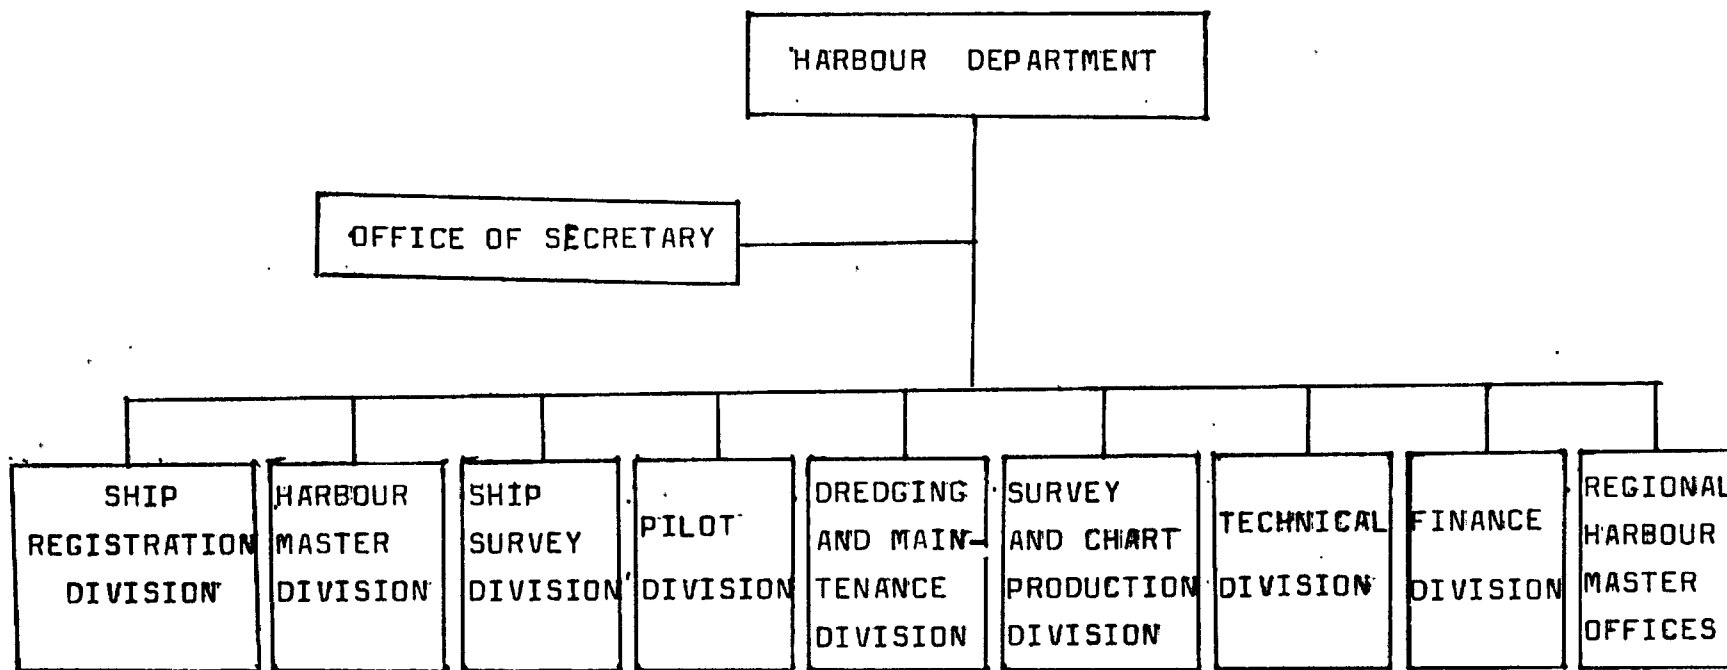 HARBOUR DEPARTMENT
OFFICE OF SECRETARY
SHIP
REGISTRATION
DIVISION
HARBOUR
MASTER
DIVISION
SHIP
SURVEY
DIVISION
PILOT
DIVISION
DREDGING
AND MAIN-
TENANCE
DIVISION
SURVEY
AND CHART
PRODUCTION
DIVISION
TECHNICAL
DIVISION
FINANCE
DIVISION
REGIONAL
HARBOUR
MASTER
OFFICES